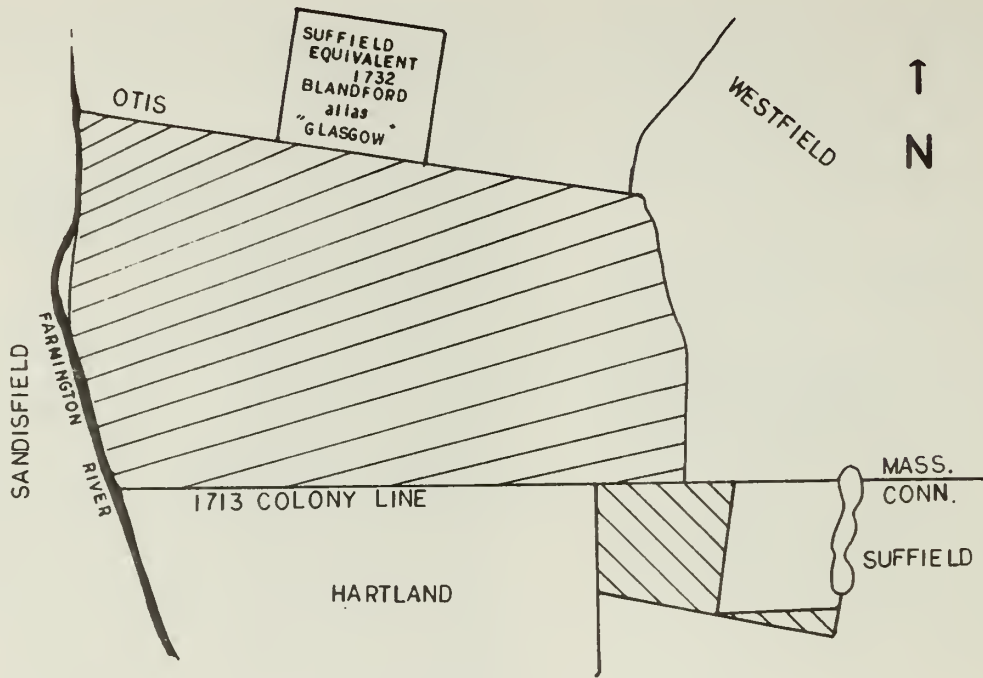 SUFFIELD
EQUIVALENT
1732
BLANDFORD
alias
"GLASGOW"
OTIS
WESTFIELD
↑
N
SANDISFIELD
FARMINGTON RIVER
1713 COLONY LINE
MASS.
CONN.
SUFFIELD
HARTLAND